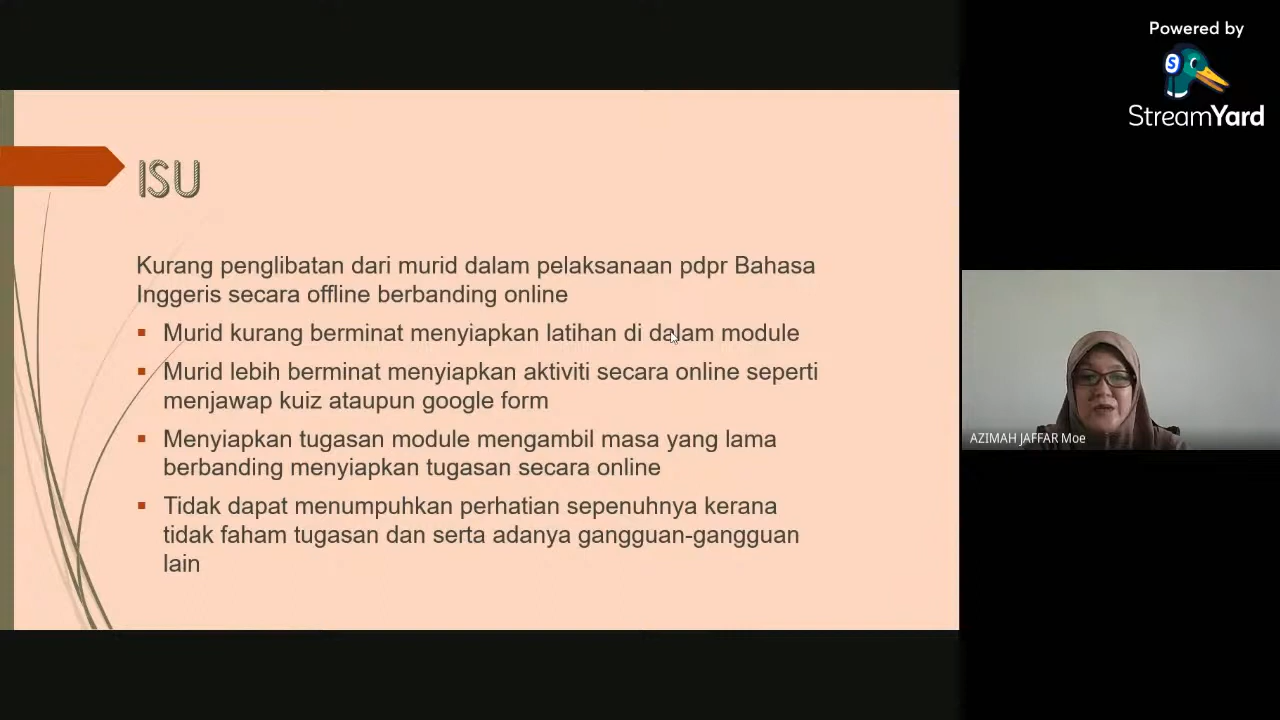 Powered by
StreamYard
ISU
Kurang penglibatan dari murid dalam pelaksanaan pdpr Bahasa
Inggeris secara offline berbanding online
Murid kurang berminat menyiapkan latihan di dalam module
Murid lebih berminat menyiapkan aktiviti secara online seperti
menjawap kuiz ataupun google form
Menyiapkan tugasan module mengambil masa yang lama
berbanding menyiapkan tugasan secara online
Tidak dapat menumpuhkan perhatian sepenuhnya kerana
tidak faham tugasan dan serta adanya gangguan-gangguan
lain
AZIMAH JAFFAR Moe